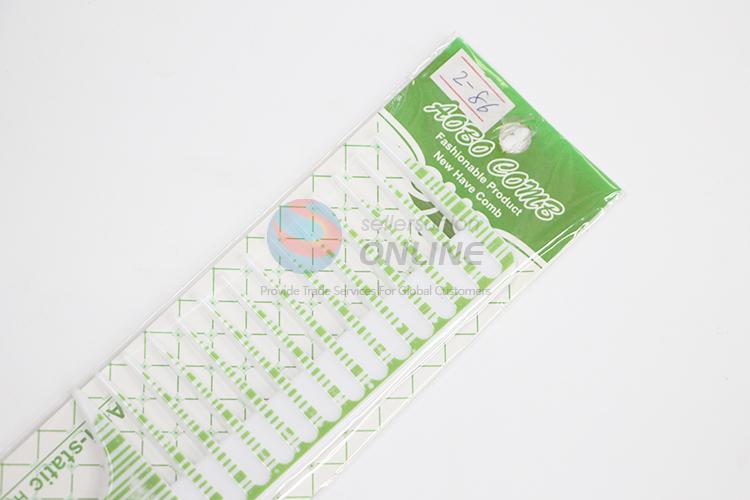 2-86
AOBO COMB
Fashionable Product
New Have Comb
sellersunion
ONLINE
Provide Trade Services For Global Customers
-static